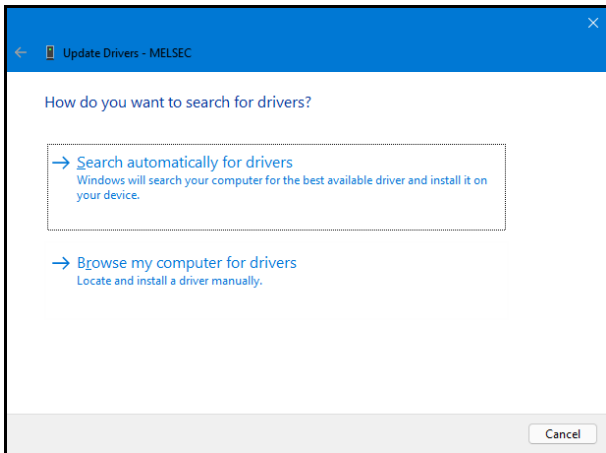 Update Drivers - MELSEC
How do you want to search for drivers?
Search automatically for drivers
Windows will search your computer for the best available driver and install it on
your device.
Browse my computer for drivers
Locate and install a driver manually.
Cancel